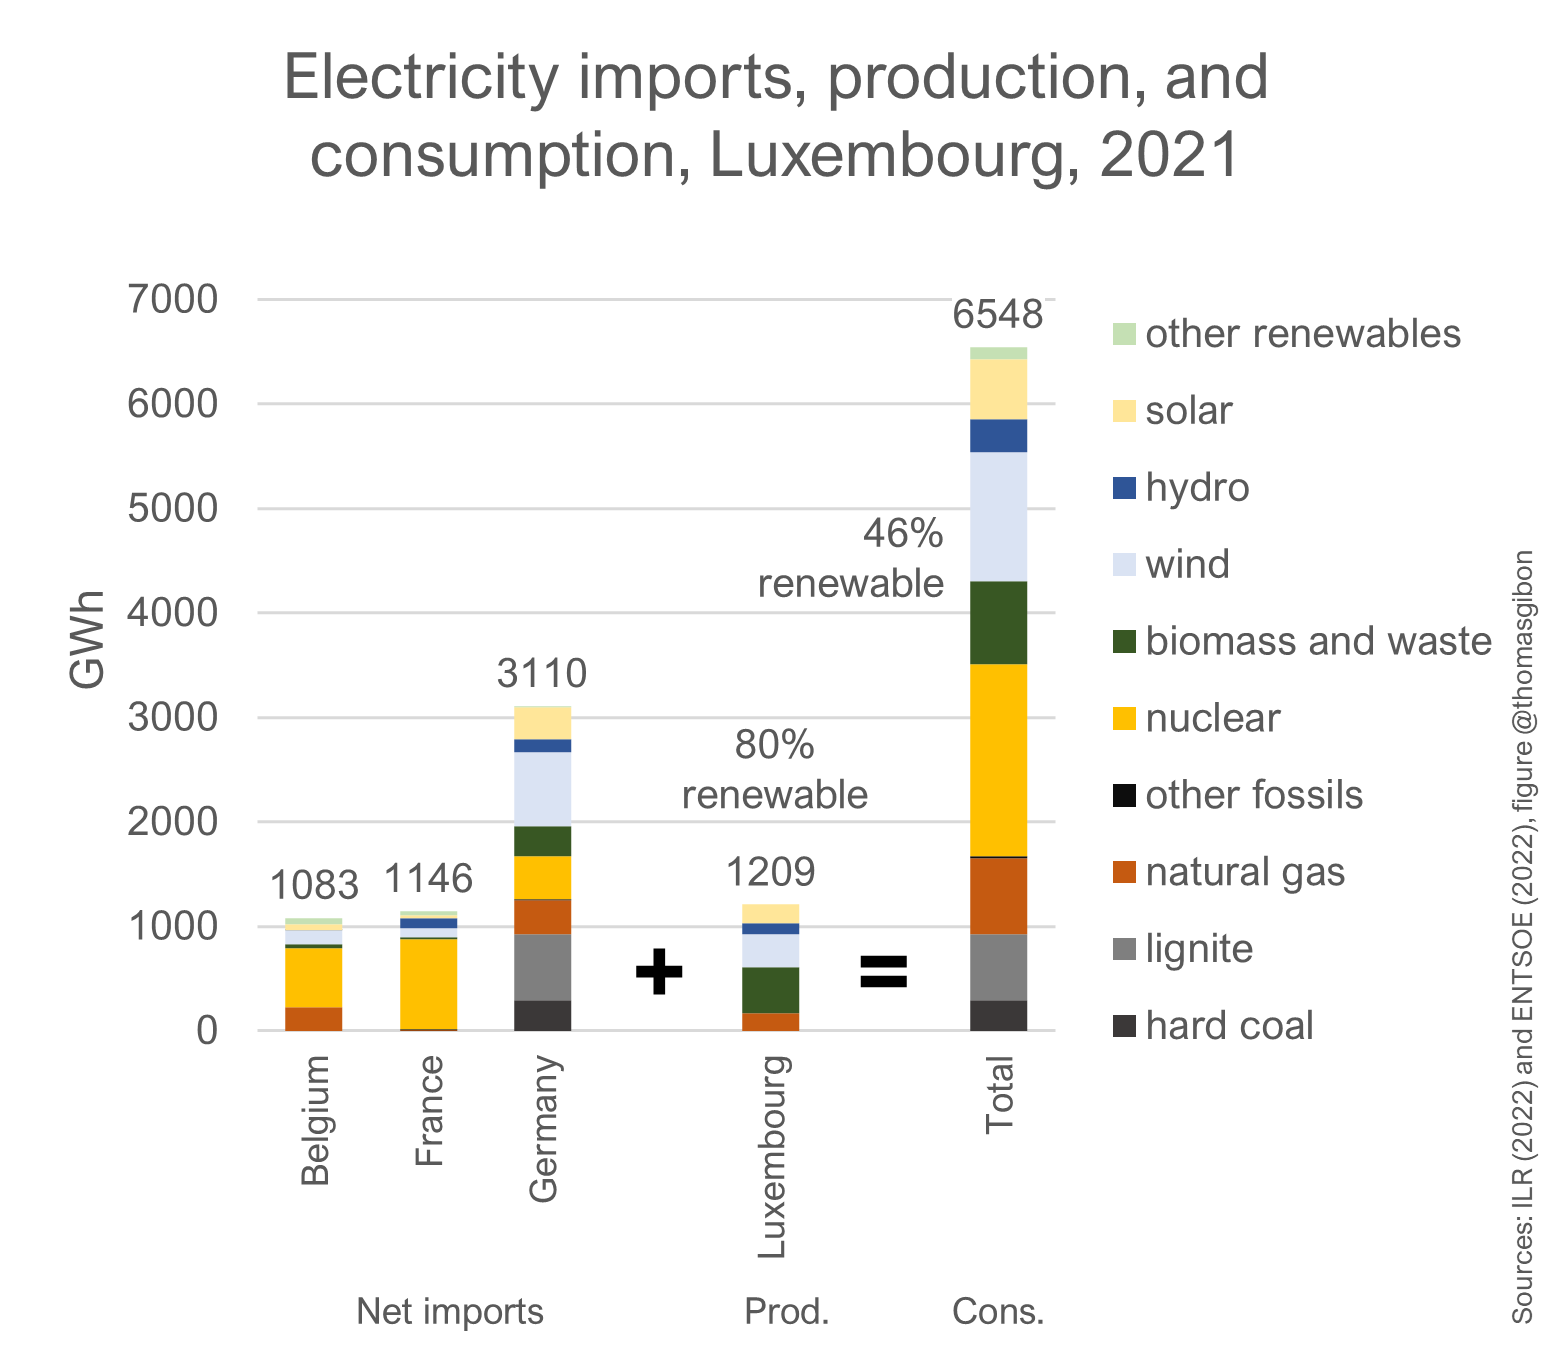 Electricity imports, production, and
consumption, Luxembourg, 2021
GWh
7000
6000
5000
4000
3000
2000
1000
0
1083
1146
3110
80%
renewable
1209
46%
renewable
6548
Belgium
France
Germany
Luxembourg
Total
Net imports
Prod.
Cons.
+
=
other renewables
solar
hydro
wind
biomass and waste
nuclear
other fossils
natural gas
lignite
hard coal
Sources: ILR (2022) and ENTSOE (2022), figure @thomasgibon